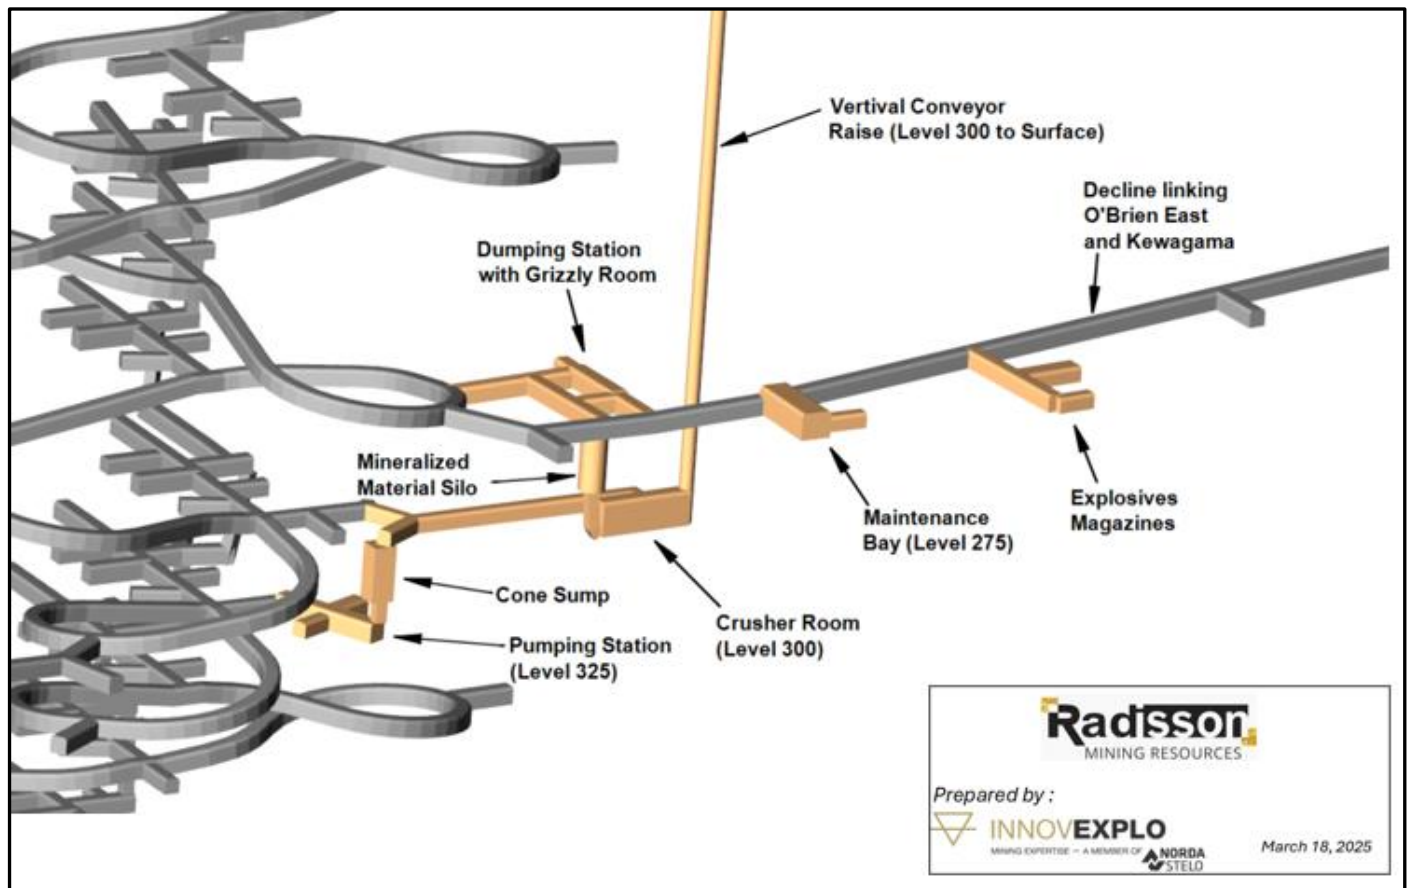 Vertival Conveyor
Raise (Level 300 to Surface)
Decline linking
O'Brien East
and Kewagama
Dumping Station
with Grizzly Room
Mineralized
Material Silo
Maintenance
Bay (Level 275)
Explosives
Magazines
Cone Sump
Crusher Room
(Level 300)
Pumping Station
(Level 325)
Radisson
MINING RESOURCES
Prepared by :
INNOVEXPLO
MINING EXPERTISE — A MEMBER OF NORDA
STELO
March 18, 2025